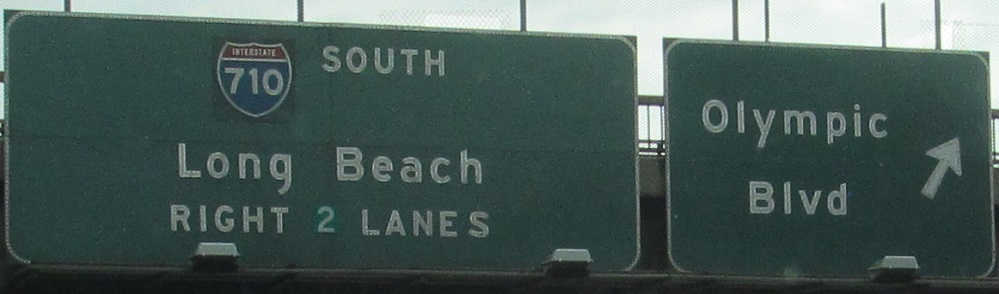 INTERSTATE
710
SOUTH
Long Beach
RIGHT 2 LANES
Olympic
Blvd